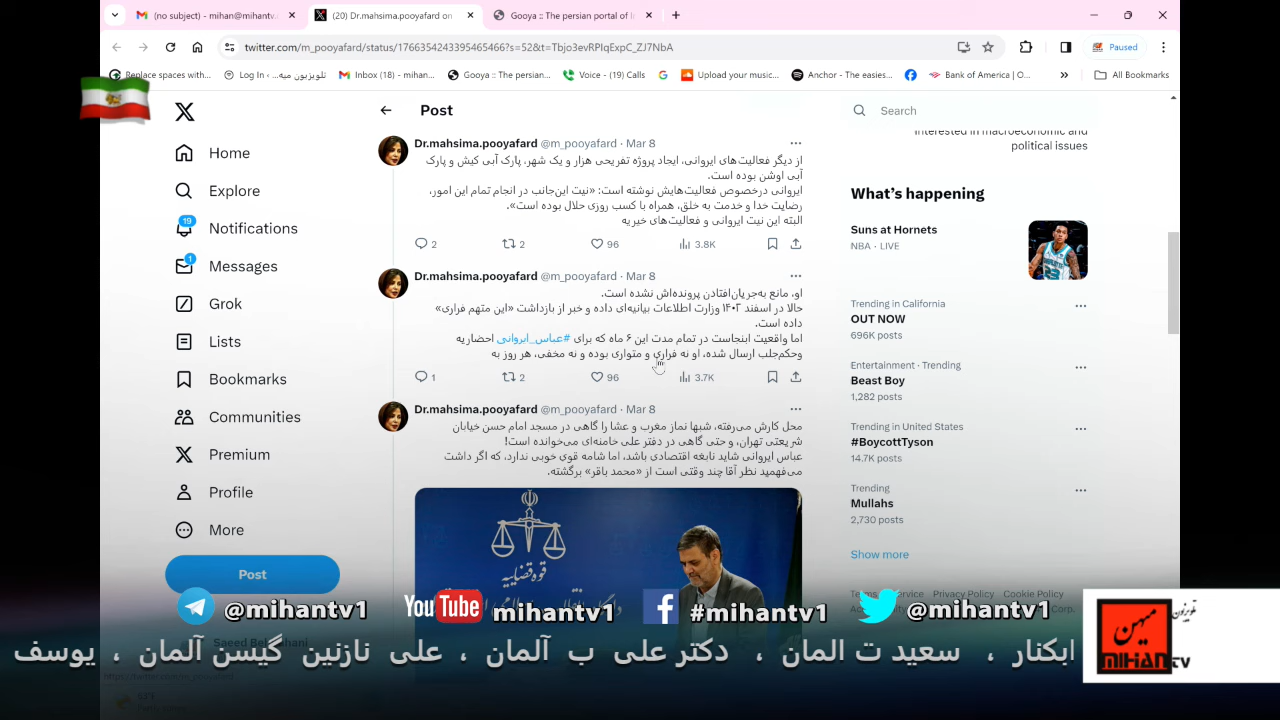 (no subject) - mihan@mihantv.
(20) Dr.mahsima.pooyafard on
Gooya :: The persian portal of I
twitter.com/m_pooyafard/status/1766354243395465466?s=52&t=Tbjo3evRPIqExpC_ZJ7NbA
Paused
Replace spaces with...
Log In ‹ تلویزیون میه...
Inbox (18) - mihan...
Gooya :: The persian...
Voice - (19) Calls
Upload your music...
Anchor - The easies...
Bank of America | O...
All Bookmarks
Home
Explore
19
Notifications
1
Messages
Grok
Lists
Bookmarks
Communities
Premium
Profile
More
Post
Post
Dr.mahsima.pooyafard @m_pooyafard · Mar 8
از دیگر فعالیت‌های ایروانی، ایجاد پروژه تفریحی هزار و یک شهر، پارک آبی کیش و پارک
آبی اوشن بوده است.
ایروانی درخصوص فعالیت‌هایش نوشته است: «نیت این‌جانب در انجام تمام این امور،
رضایت خدا و خدمت به خلق، همراه با کسب روزی حلال بوده است».
البته این نیت ایروانی و فعالیت‌های خیریه
2 2 96 3.8K
Dr.mahsima.pooyafard @m_pooyafard · Mar 8
او، مانع به‌جریان‌افتادن پرونده‌اش نشده است.
حالا در اسفند ۱۴۰۲ وزارت اطلاعات بیانیه‌ای داده و خبر از بازداشت «این متهم فراری»
داده است.
اما واقعیت اینجاست در تمام مدت این ۶ ماه که برای #عباس_ایروانی احضاریه
وحکم‌جلب ارسال شده، او نه فراری و متواری بوده و نه مخفی، هر روز به
1 2 96 3.7K
Dr.mahsima.pooyafard @m_pooyafard · Mar 8
محل کارش می‌رفته، شبها نماز مغرب و عشا را گاهی در مسجد امام حسن خیابان
شریعتی تهران، و حتی گاهی در دفتر علی خامنه‌ای می‌خوانده است!
عباس ایروانی شاید نابغه اقتصادی باشد، اما شامه قوی خوبی ندارد، که اگر داشت
می‌فهمید نظر آقا چند وقتی است از «محمد باقر» برگشته.
قوه قضاییه
Search
interested in macroeconomic and
political issues
What's happening
Suns at Hornets
NBA · LIVE
Trending in California
OUT NOW
696K posts
Entertainment · Trending
Beast Boy
1,282 posts
Trending in United States
#BoycottTyson
14.7K posts
Trending
Mullahs
2,730 posts
Show more
Terms of Service Privacy Policy Cookie Policy
@mihantv1
YouTube mihantv1
#mihantv1
@mihantv1
ابکنار ، سعید ت المان ، دکتر علی ب آلمان ، علی نازنین گیسن آلمان ، یوسف
تلویزیون
میهن
MIHAN TV